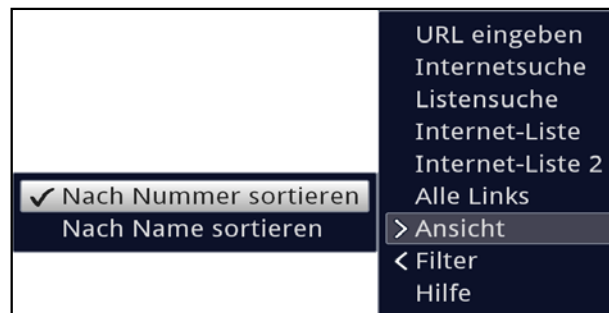 URL eingeben
Internetsuche
Listensuche
Internet-Liste
Internet-Liste 2
Alle Links
> Ansicht
< Filter
Hilfe
✓ Nach Nummer sortieren
Nach Name sortieren